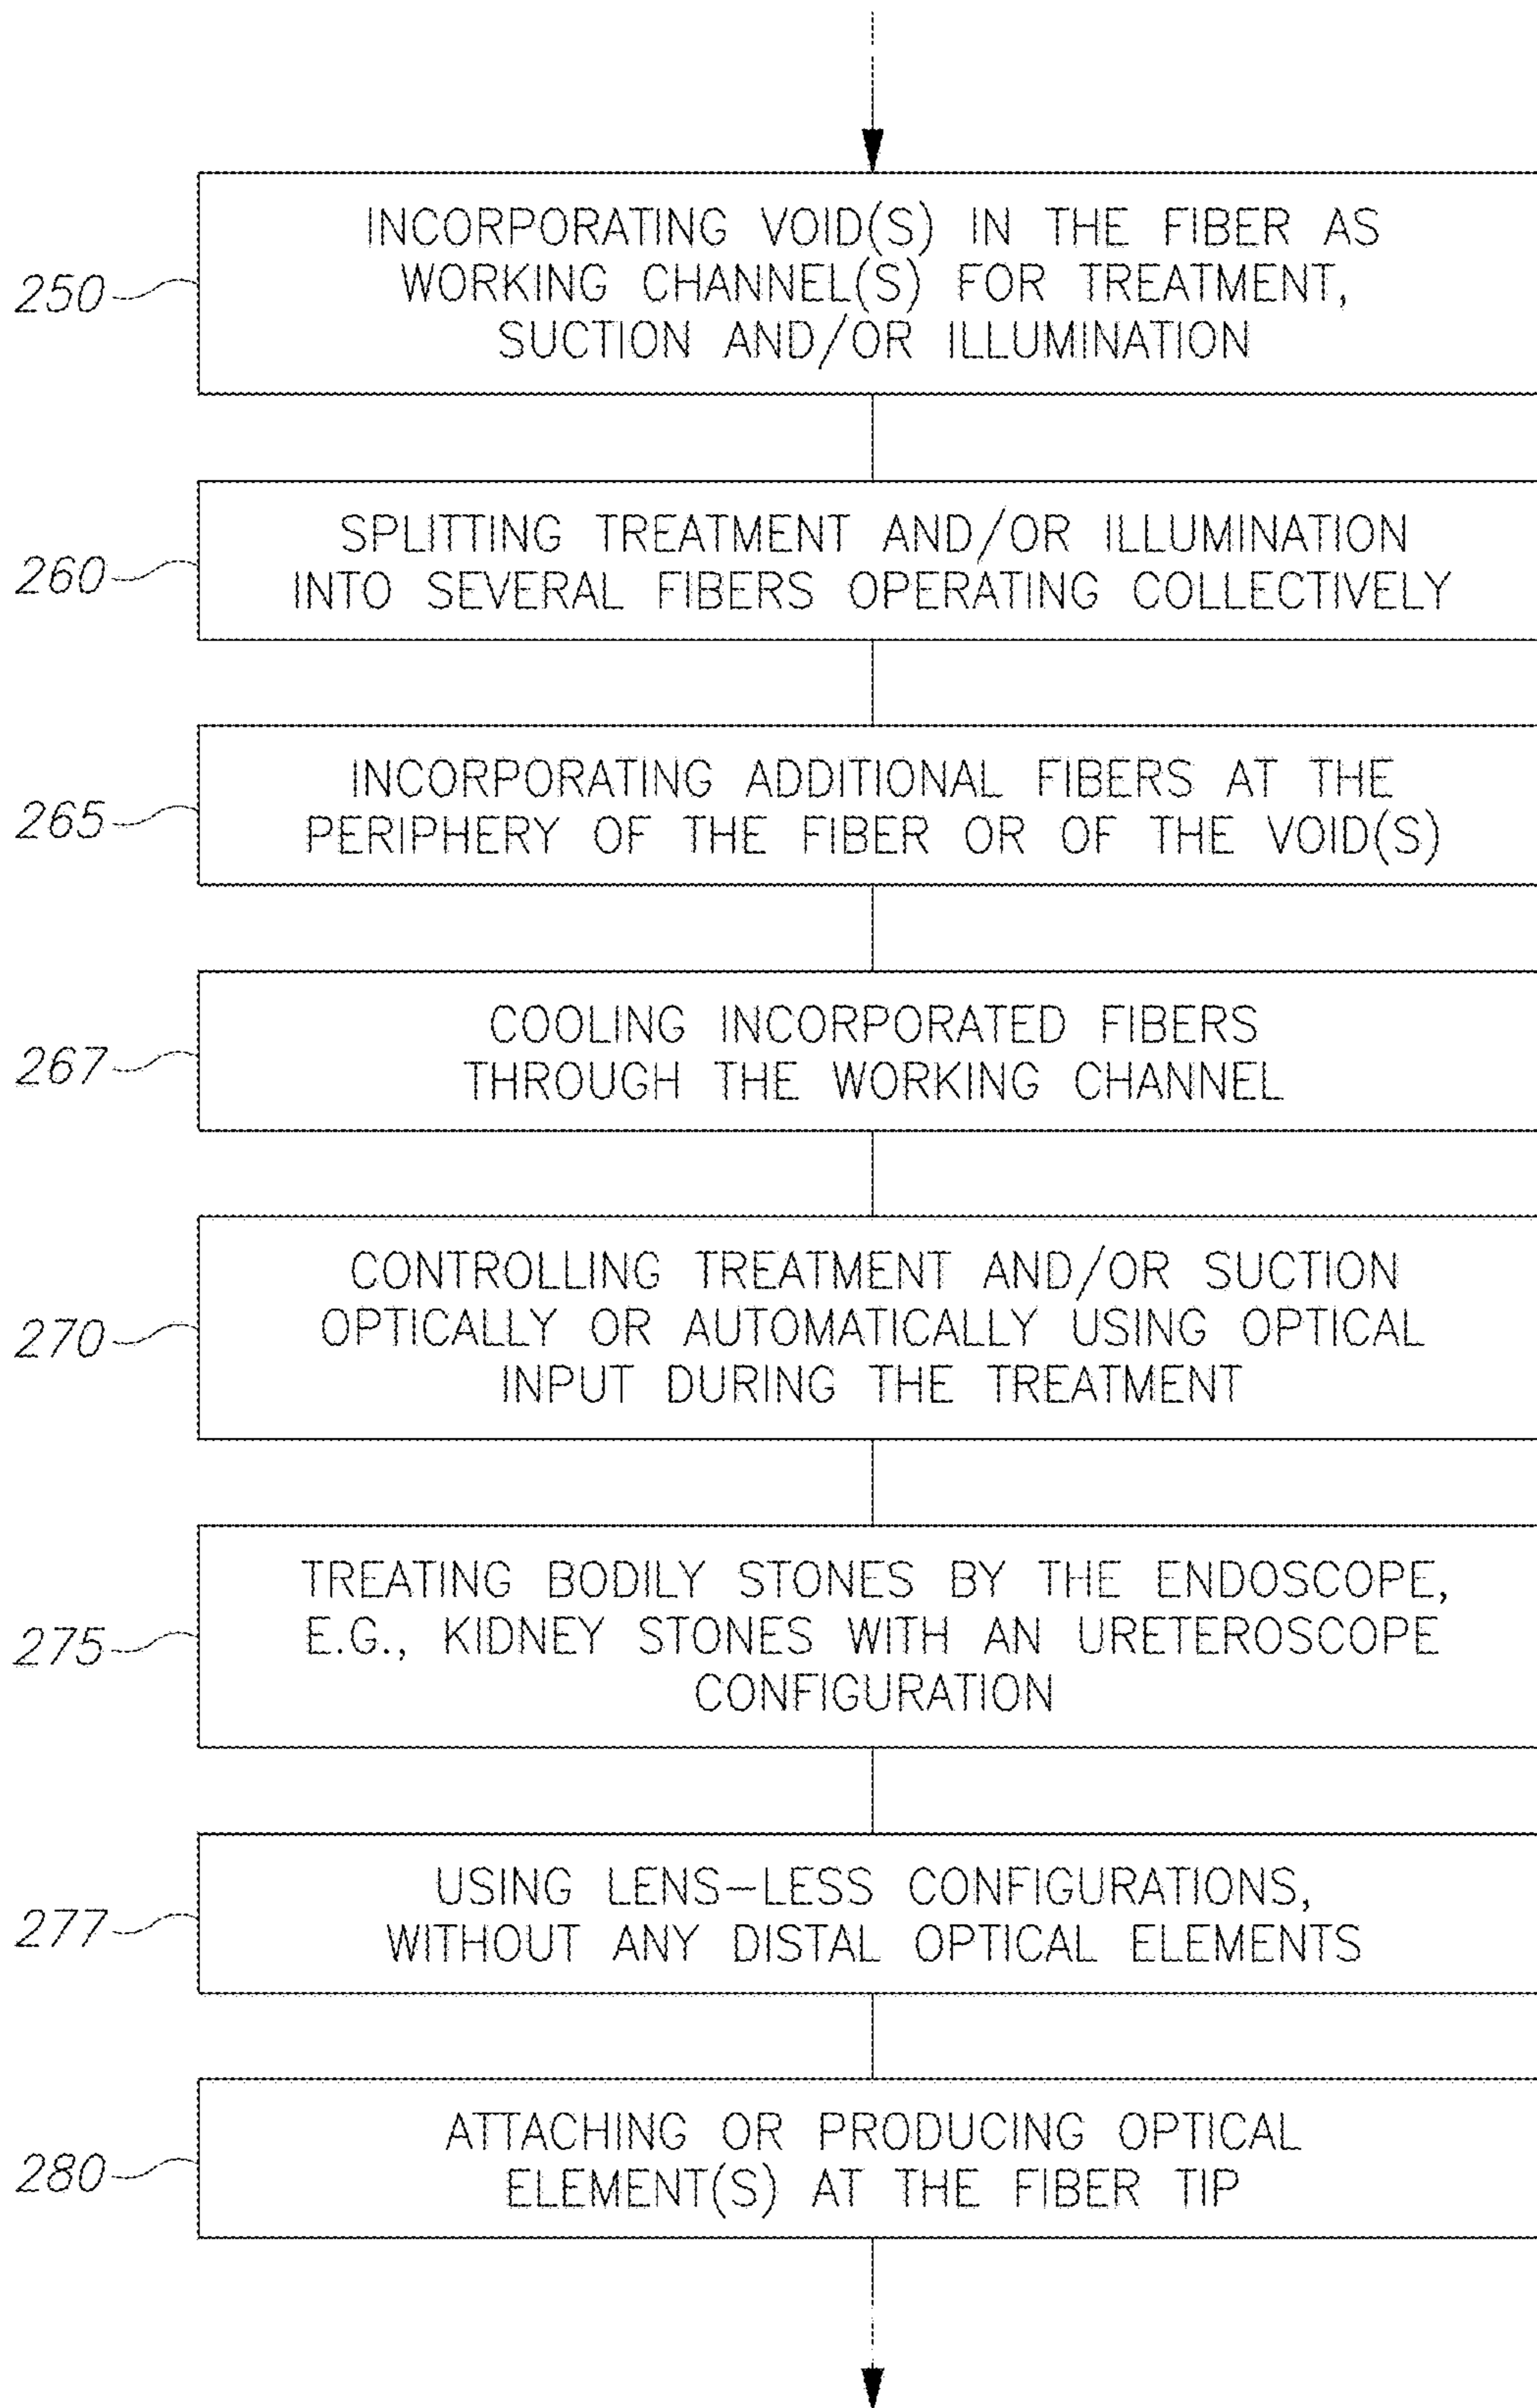 INCORPORATING VOID(S) IN THE FIBER AS
250 WORKING CHANNEL(S) FOR TREATMENT,
SUCTION AND/OR ILLUMINATION
SPLITTING TREATMENT AND/OR ILLUMINATION
260 INTO SEVERAL FIBERS OPERATING COLLECTIVELY
INCORPORATING ADDITIONAL FIBERS AT THE
265 PERIPHERY OF THE FIBER OR OF THE VOID(S)
COOLING INCORPORATED FIBERS
267 THROUGH THE WORKING CHANNEL
CONTROLLING TREATMENT AND/OR SUCTION
270 OPTICALLY OR AUTOMATICALLY USING OPTICAL
INPUT DURING THE TREATMENT
TREATING BODILY STONES BY THE ENDOSCOPE,
275 E.G., KIDNEY STONES WITH AN URETEROSCOPE
CONFIGURATION
USING LENS-LESS CONFIGURATIONS,
277 WITHOUT ANY DISTAL OPTICAL ELEMENTS
ATTACHING OR PRODUCING OPTICAL
280 ELEMENT(S) AT THE FIBER TIP